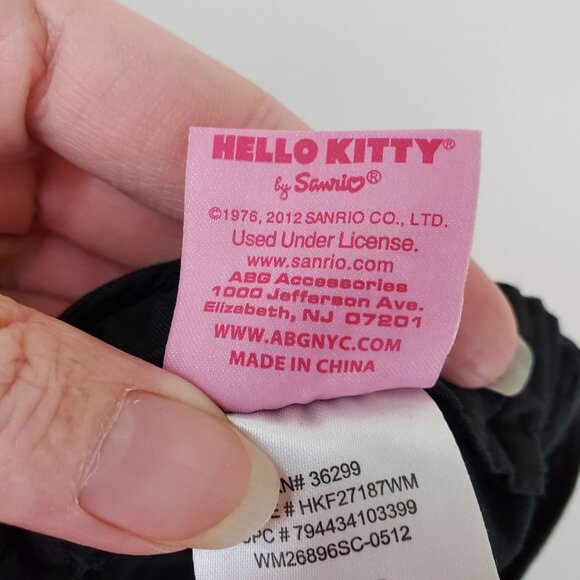 HELLO KITTY®
by Sanrio®
©1976, 2012 SANRIO CO., LTD.
Used Under License.
www.sanrio.com
ABG Accessories
1000 Jefferson Ave.
Elizabeth, NJ 07201
WWW.ABGNYC.COM
MADE IN CHINA
N# 36299
E # HKF27187WM
PC # 794434103399
WM26896SC-0512